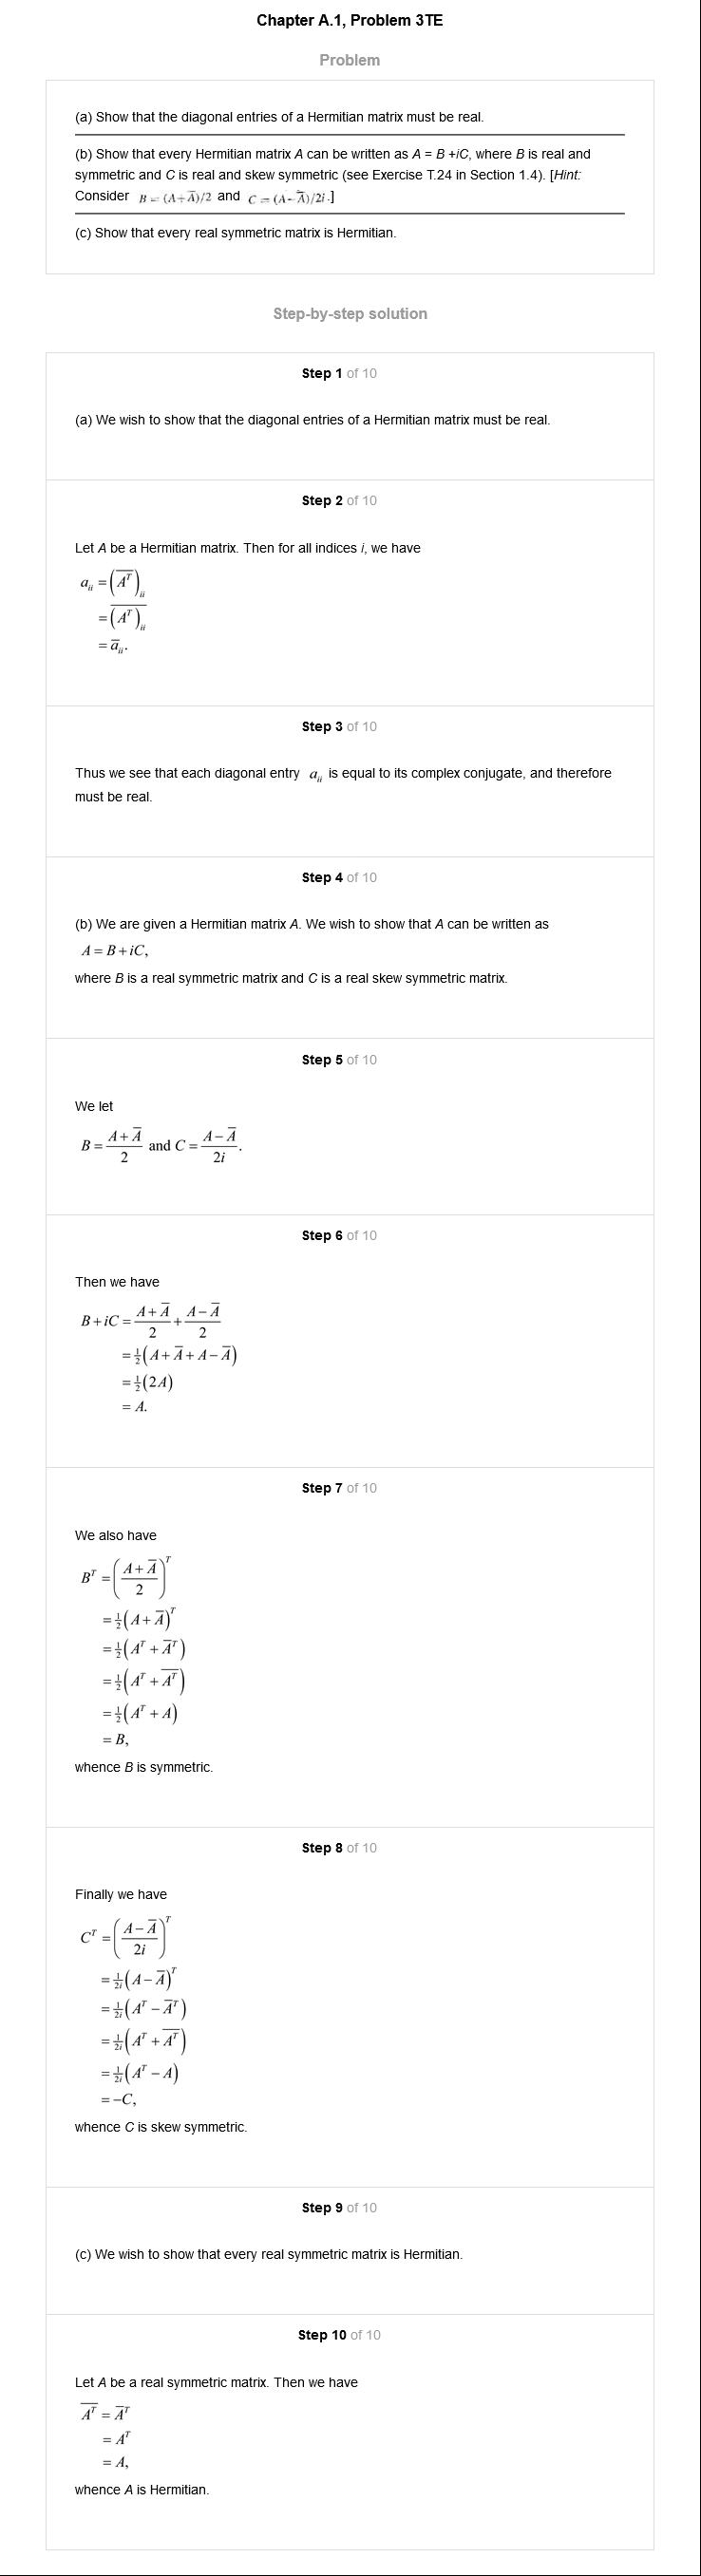 Chapter A.1, Problem 3TE
Problem
(a) Show that the diagonal entries of a Hermitian matrix must be real.
(b) Show that every Hermitian matrix A can be written as A = B +iC, where B is real and
symmetric and C is real and skew symmetric (see Exercise T.24 in Section 1.4). [Hint:
Consider B = (A + A̅)/2 and C = (A − A̅)/2i .]
(c) Show that every real symmetric matrix is Hermitian.
Step-by-step solution
Step 1 of 10
(a) We wish to show that the diagonal entries of a Hermitian matrix must be real.
Step 2 of 10
Let A be a Hermitian matrix. Then for all indices i, we have
$a_{ii} = \left(\overline{A^T}\right)_{ii}$
$= \overline{\left(A^T\right)_{ii}}$
$= \overline{a}_{ii}.$
Step 3 of 10
Thus we see that each diagonal entry $a_{ii}$ is equal to its complex conjugate, and therefore
must be real.
Step 4 of 10
(b) We are given a Hermitian matrix A. We wish to show that A can be written as
$A = B + iC,$
where B is a real symmetric matrix and C is a real skew symmetric matrix.
Step 5 of 10
We let
$B = \frac{A + \overline{A}}{2}$ and $C = \frac{A - \overline{A}}{2i}.$
Step 6 of 10
Then we have
$B + iC = \frac{A + \overline{A}}{2} + \frac{A - \overline{A}}{2}$
$= \frac{1}{2}\left(A + \overline{A} + A - \overline{A}\right)$
$= \frac{1}{2}(2A)$
$= A.$
Step 7 of 10
We also have
$B^T = \left(\frac{A + \overline{A}}{2}\right)^T$
$= \frac{1}{2}\left(A + \overline{A}\right)^T$
$= \frac{1}{2}\left(A^T + \overline{A}^T\right)$
$= \frac{1}{2}\left(A^T + \overline{A^T}\right)$
$= \frac{1}{2}\left(A^T + A\right)$
$= B,$
whence B is symmetric.
Step 8 of 10
Finally we have
$C^T = \left(\frac{A - \overline{A}}{2i}\right)^T$
$= \frac{1}{2i}\left(A - \overline{A}\right)^T$
$= \frac{1}{2i}\left(A^T - \overline{A}^T\right)$
$= \frac{1}{2i}\left(A^T + \overline{A^T}\right)$
$= \frac{1}{2i}\left(A^T - A\right)$
$= -C,$
whence C is skew symmetric.
Step 9 of 10
(c) We wish to show that every real symmetric matrix is Hermitian.
Step 10 of 10
Let A be a real symmetric matrix. Then we have
$\overline{A^T} = \overline{A}^T$
$= A^T$
$= A,$
whence A is Hermitian.